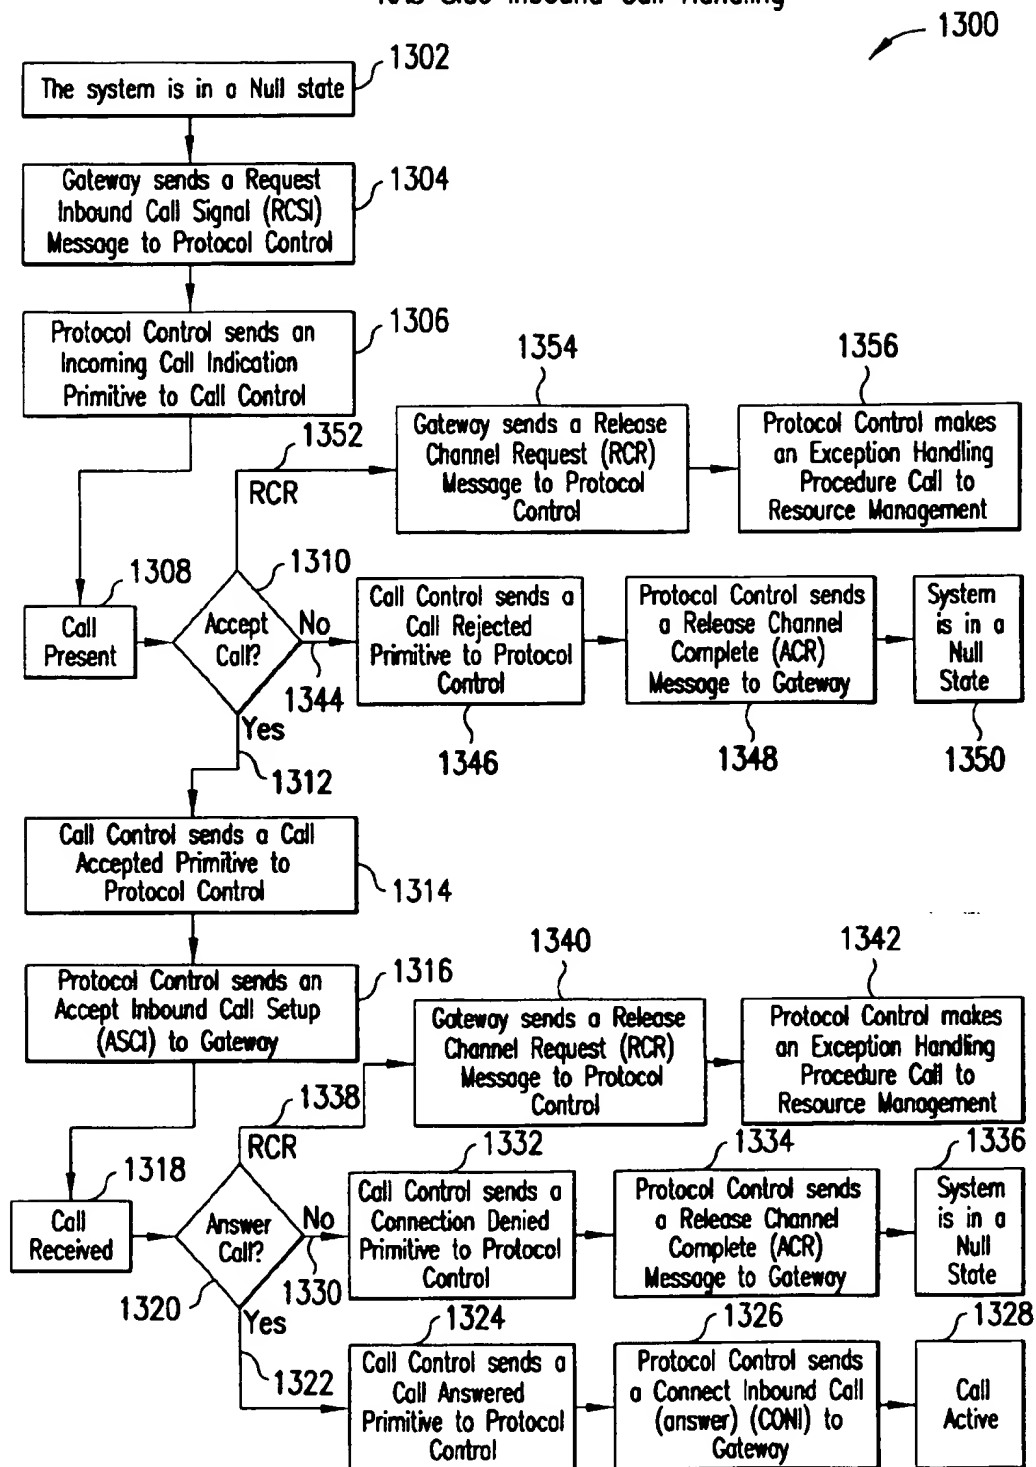 Side Inbound Call Handling
1300
1302
The system is in a Null state
1304
Gateway sends a Request
Inbound Call Signal (RCSI)
Message to Protocol Control
1306
Protocol Control sends an
Incoming Call Indication
Primitive to Call Control
1354
1356
1352
RCR
Gateway sends a Release
Channel Request (RCR)
Message to Protocol
Control
Protocol Control makes
an Exception Handling
Procedure Call to
Resource Management
1308
1310
Call
Present
Accept
Call?
No
1344
Call Control sends a
Call Rejected
Primitive to Protocol
Control
Protocol Control sends
a Release Channel
Complete (ACR)
Message to Gateway
System
is in a
Null
State
1346
1348
1350
Yes
1312
Call Control sends a Call
Accepted Primitive to
Protocol Control
1314
1316
Protocol Control sends an
Accept Inbound Call Setup
(ASCI) to Gateway
1340
1342
Gateway sends a Release
Channel Request (RCR)
Message to Protocol
Control
Protocol Control makes
an Exception Handling
Procedure Call to
Resource Management
1338
RCR
1318
Call
Received
Answer
Call?
1320
No
1330
1332
Call Control sends a
Connection Denied
Primitive to Protocol
Control
1334
Protocol Control sends
a Release Channel
Complete (ACR)
Message to Gateway
1336
System
is in a
Null
State
Yes
1322
1324
Call Control sends a
Call Answered
Primitive to Protocol
Control
1326
Protocol Control sends
a Connect Inbound Call
(answer) (CONI) to
Gateway
1328
Call
Active